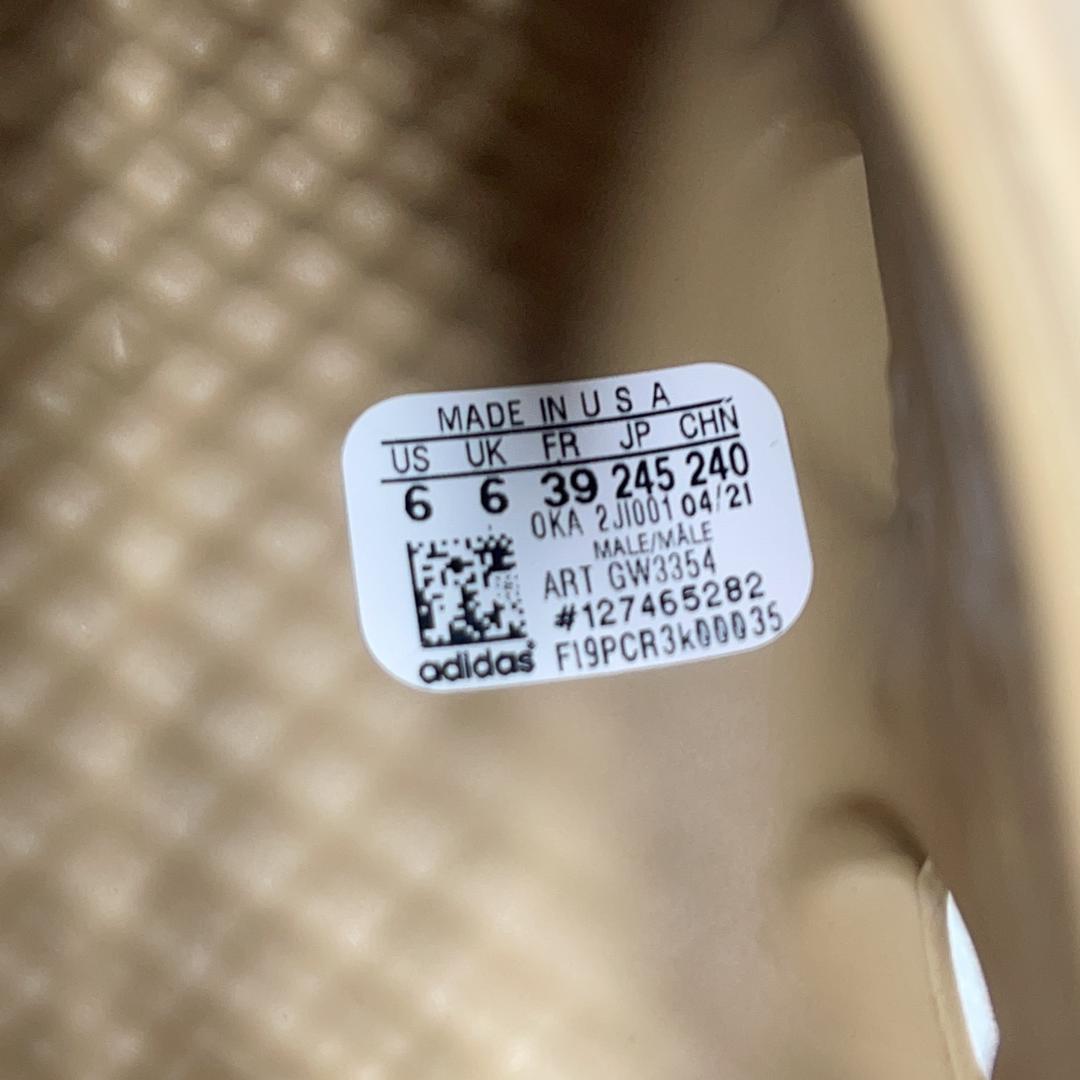 MADE IN U S A
US UK FR JP CHN
6 6 39 245 240
OKA 2JI001 04/21
MALE/MÂLE
ART GW3354
#127465282
adidas F19PCR3k00035